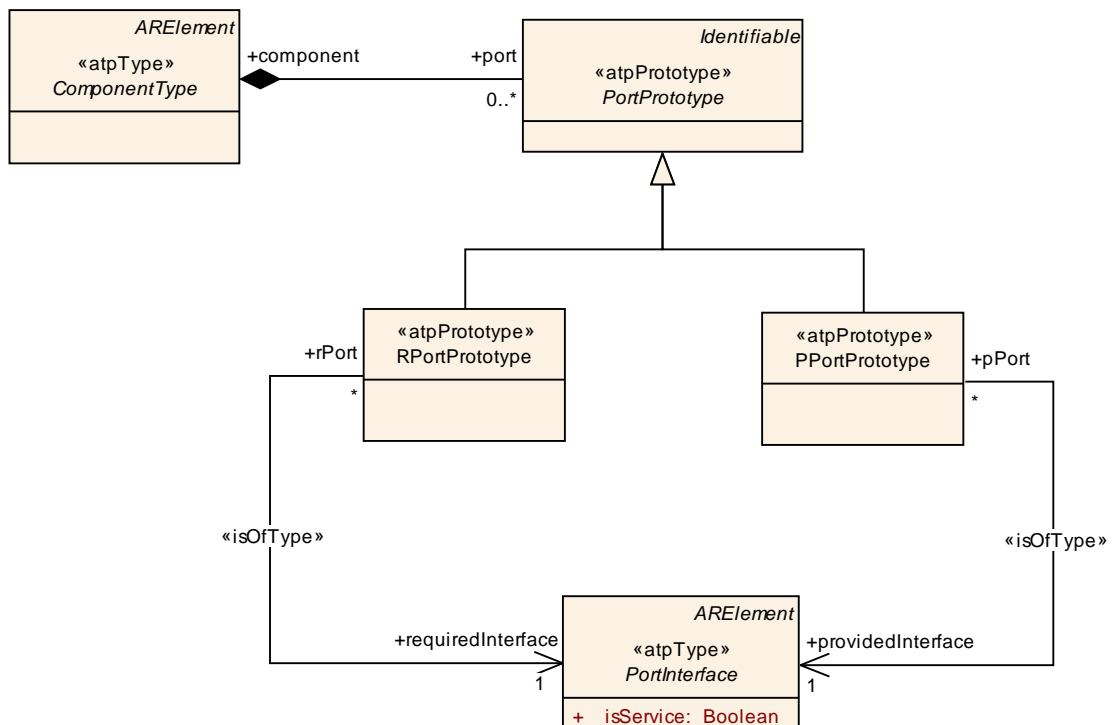 ARElement
«atpType»
ComponentType
+component
+port
0..*
Identifiable
«atpPrototype»
PortPrototype
«atpPrototype»
RPortPrototype
«atpPrototype»
PPortPrototype
+rPort
*
+pPort
*
«isOfType»
«isOfType»
+requiredInterface
1
ARElement
«atpType»
PortInterface
+ isService: Boolean
+providedInterface
1